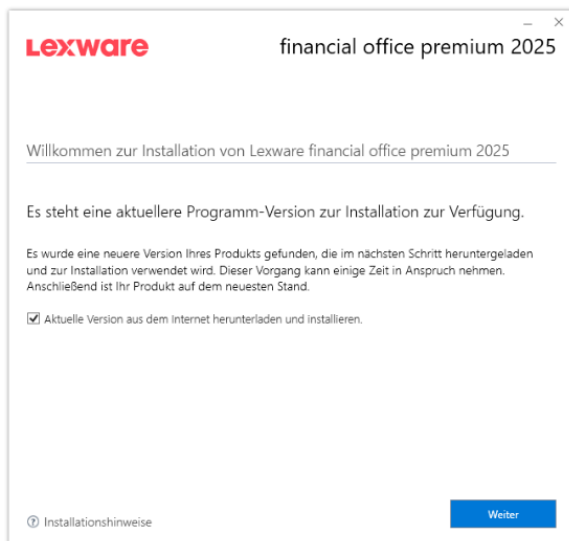 Lexware
financial office premium 2025
Willkommen zur Installation von Lexware financial office premium 2025
Es steht eine aktuellere Programm-Version zur Installation zur Verfügung.
Es wurde eine neuere Version Ihres Produkts gefunden, die im nächsten Schritt heruntergeladen
und zur Installation verwendet wird. Dieser Vorgang kann einige Zeit in Anspruch nehmen.
Anschließend ist Ihr Produkt auf dem neuesten Stand.
Aktuelle Version aus dem Internet herunterladen und installieren.
Installationshinweise
Weiter